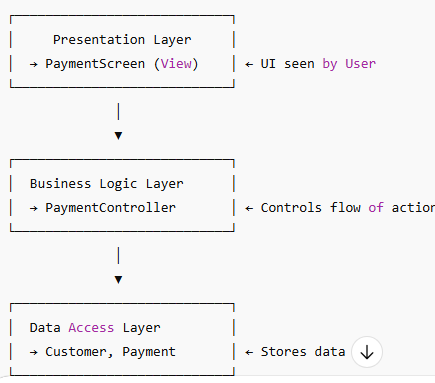 Presentation Layer
→ PaymentScreen (View) ← UI seen by User
Business Logic Layer
→ PaymentController ← Controls flow of action
Data Access Layer
→ Customer, Payment ← Stores data